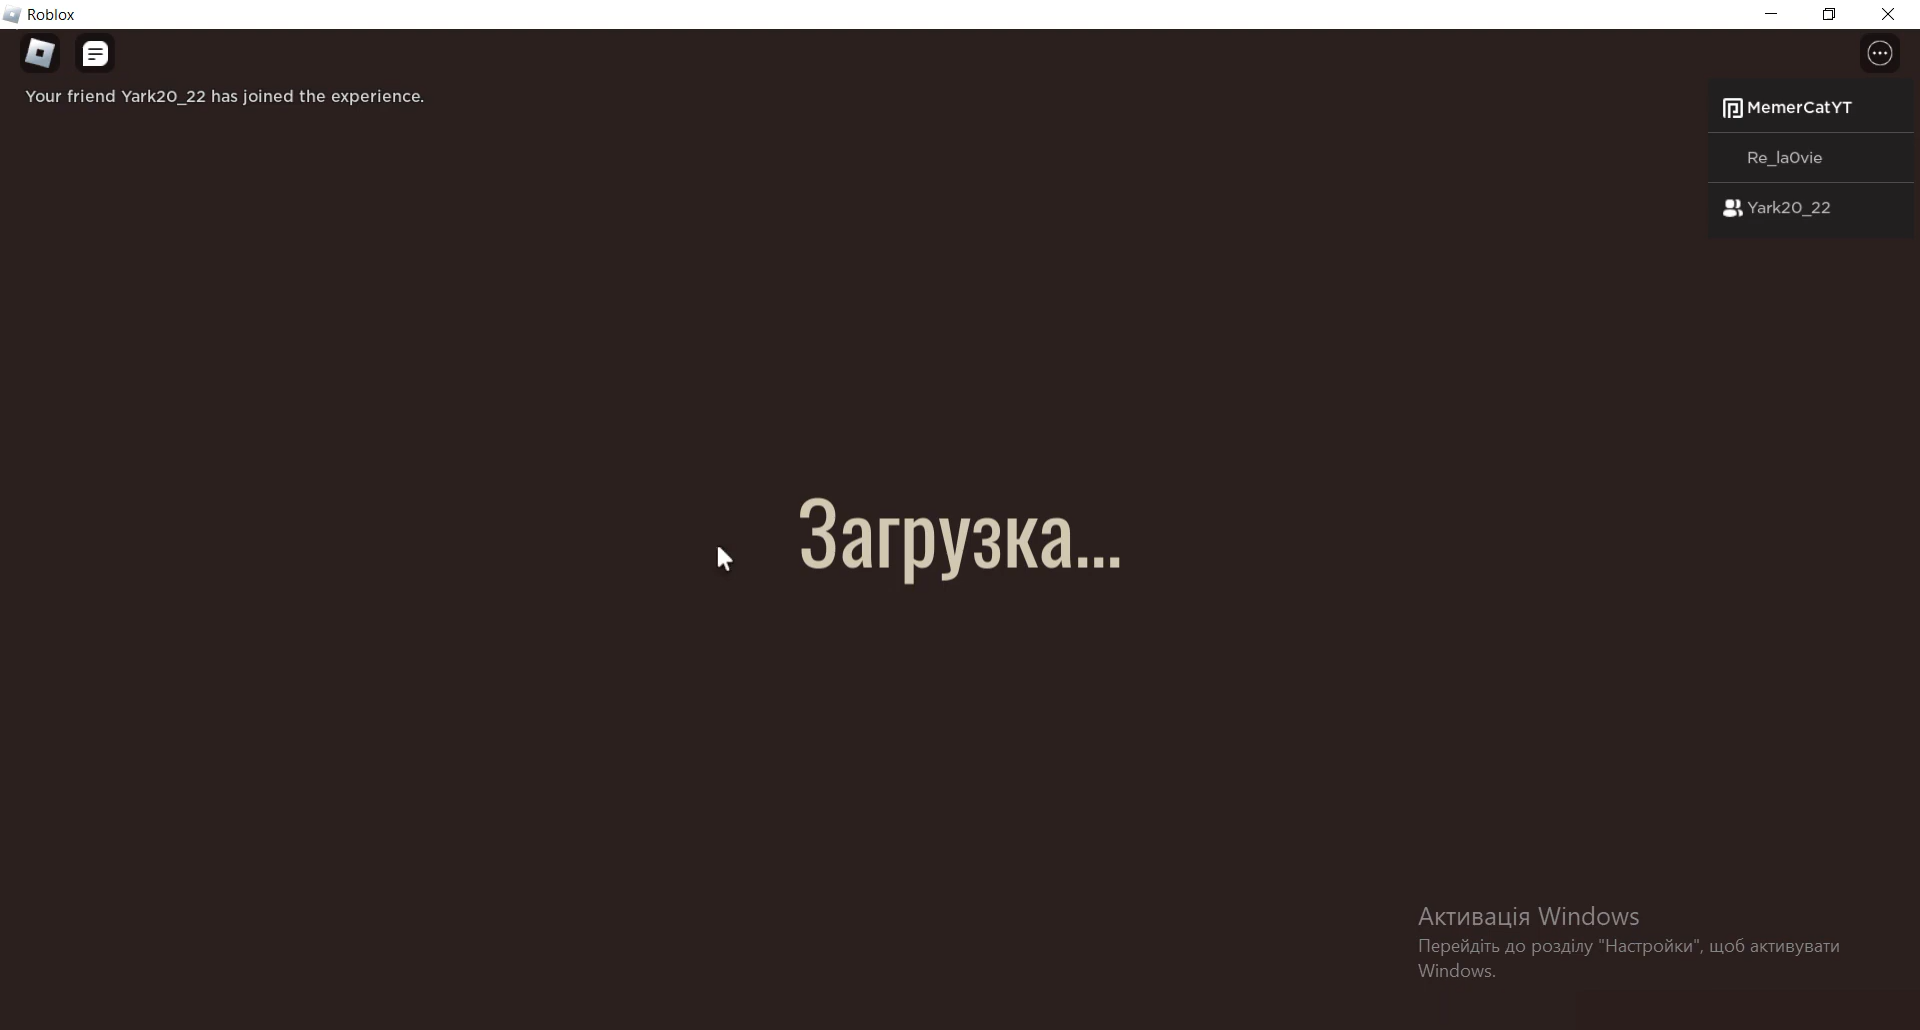 Roblox
Your friend Yark20_22 has joined the experience.
MemerCatYT
Re_la0vie
Yark20_22
Загрузка...
Активація Windows
Перейдіть до розділу "Настройки", щоб активувати
Windows.